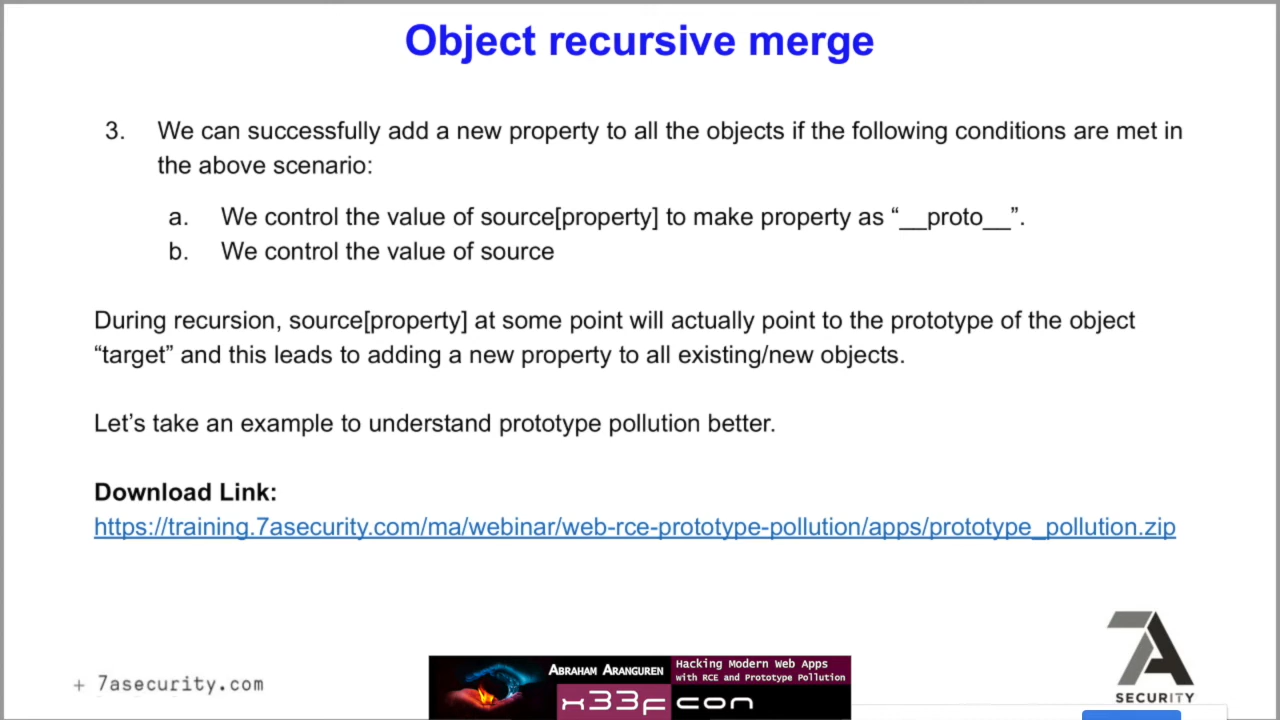 Object recursive merge
3. We can successfully add a new property to all the objects if the following conditions are met in
the above scenario:
a. We control the value of source[property] to make property as “__proto__”.
b. We control the value of source
During recursion, source[property] at some point will actually point to the prototype of the object
“target” and this leads to adding a new property to all existing/new objects.
Let’s take an example to understand prototype pollution better.
Download Link:
https://training.7asecurity.com/ma/webinar/web-rce-prototype-pollution/apps/prototype_pollution.zip
+ 7asecurity.com
ABRAHAM ARANGUREN
Hacking Modern Web Apps
with RCE and Prototype Pollution
x33fcon
7A
SECURITY